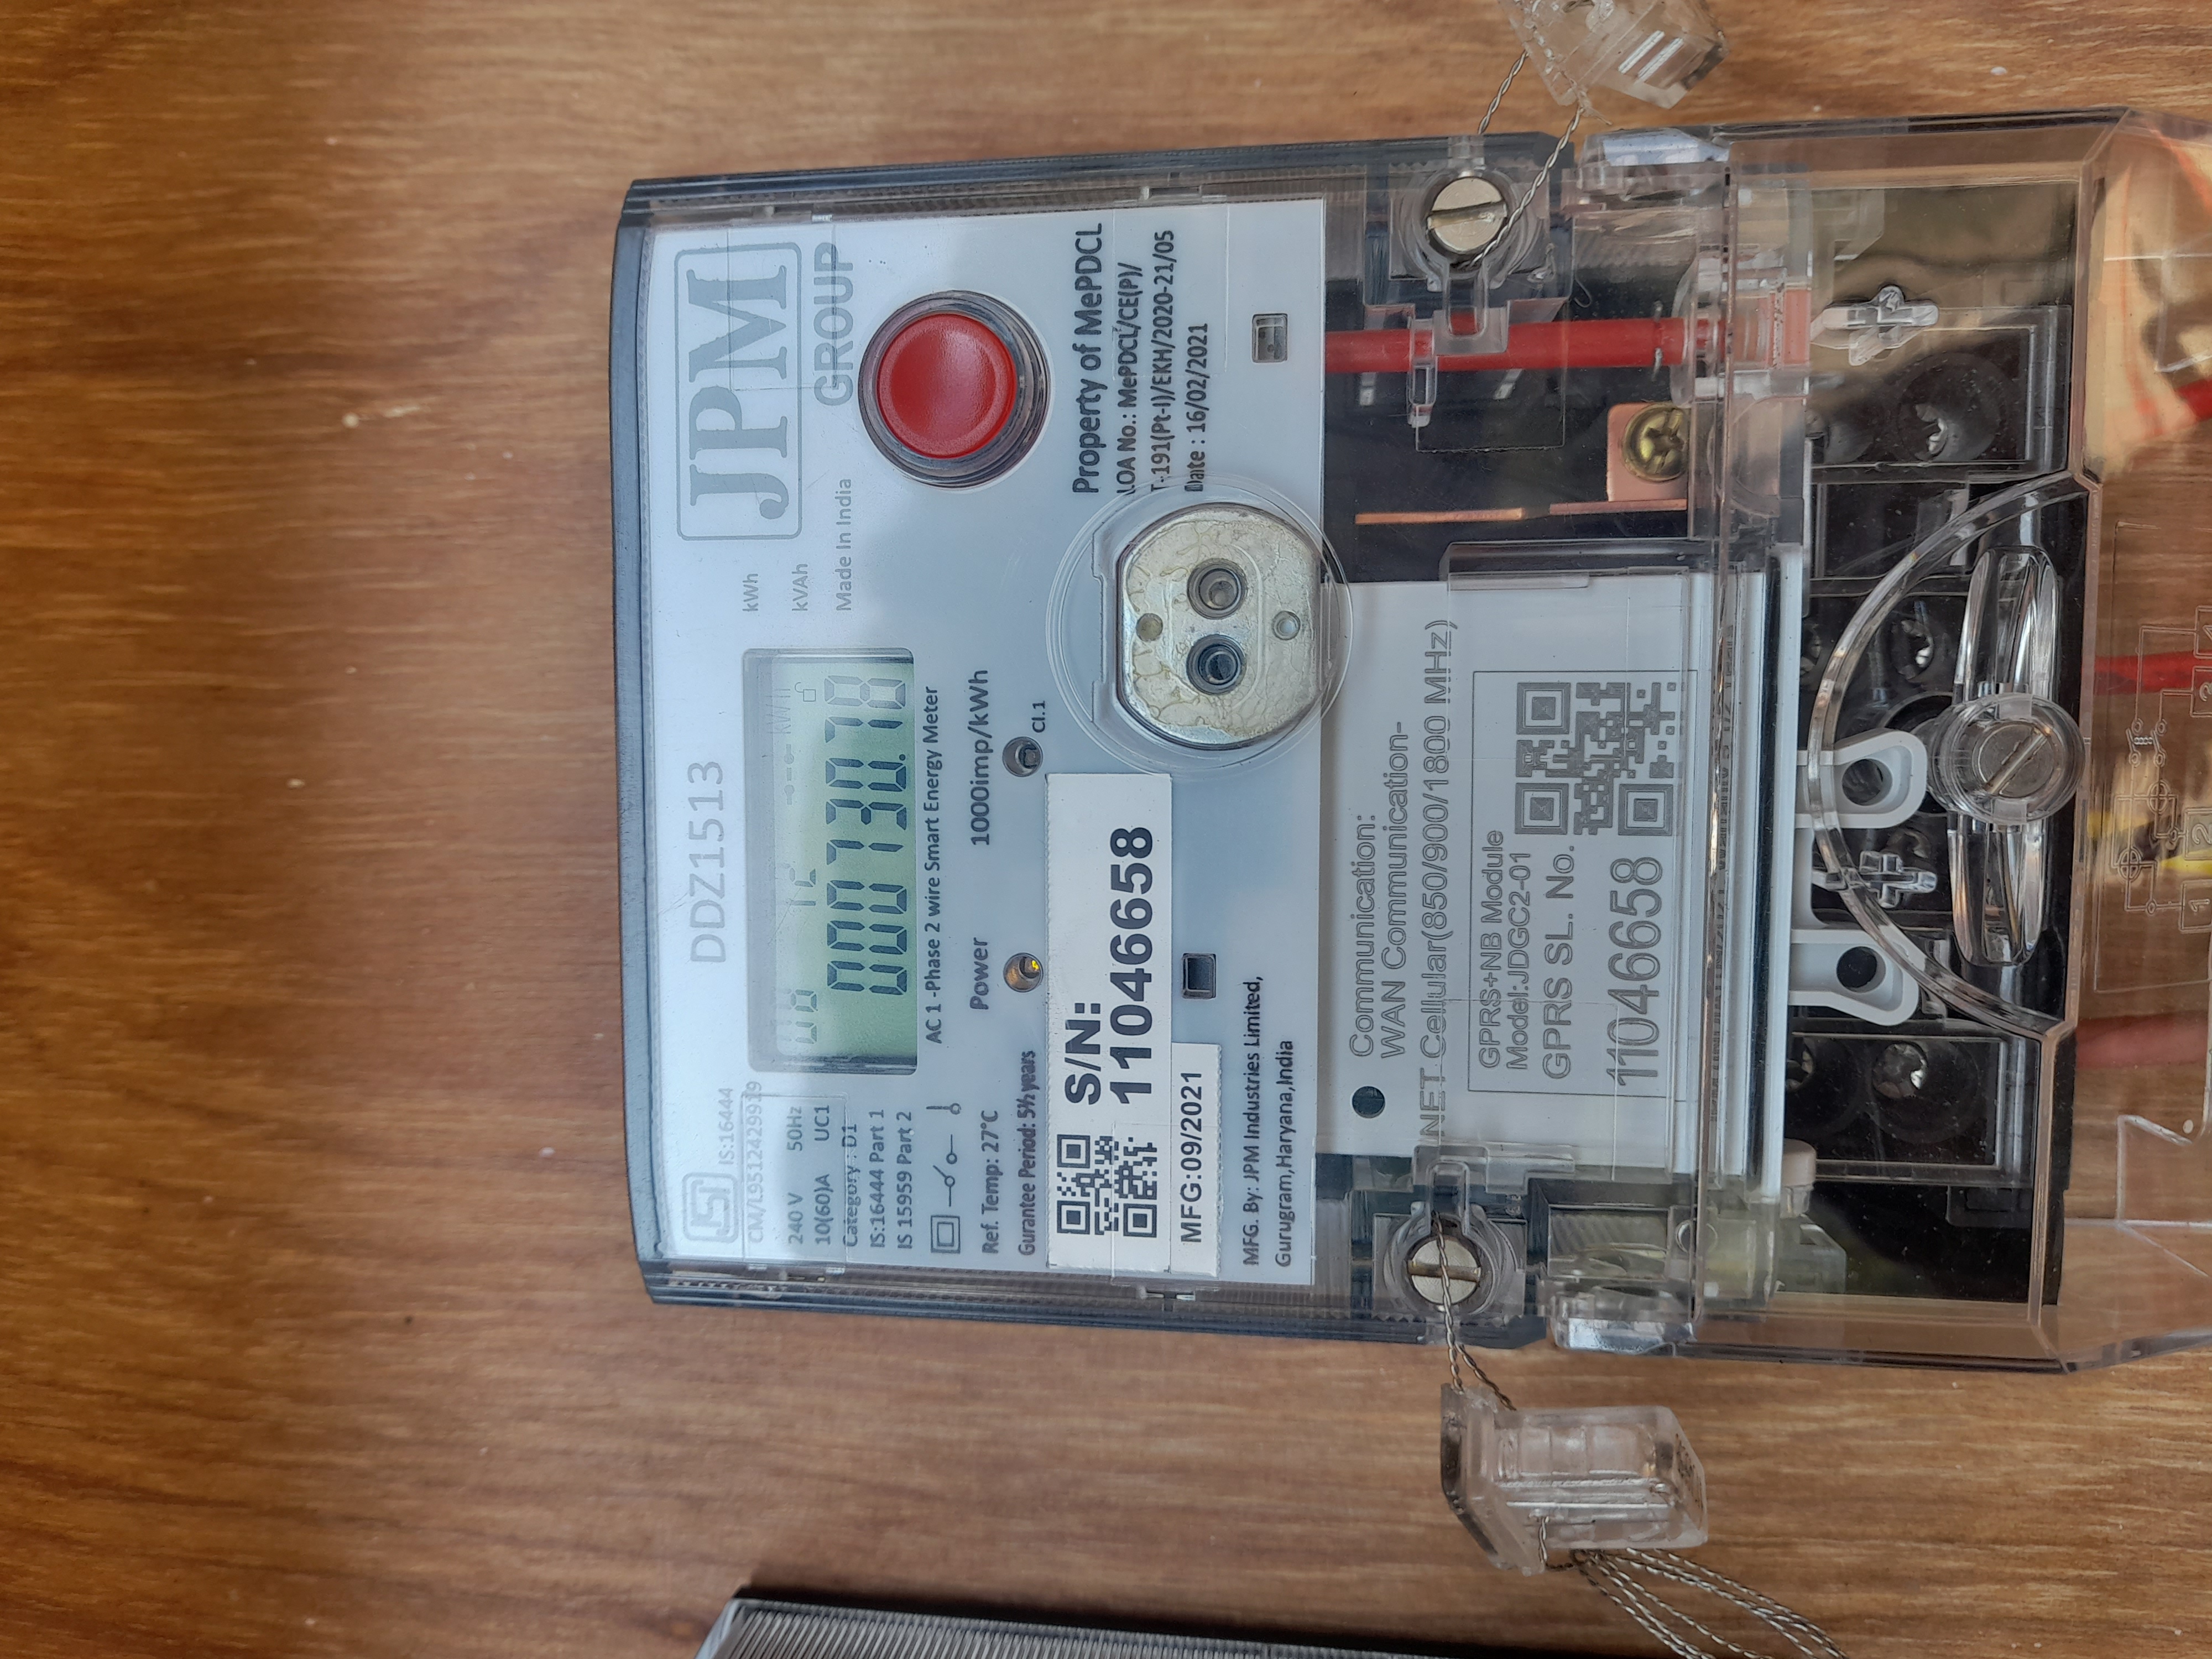 JPM
GROUP
DDZ1513
IS:16444
240 V 50Hz
10(60)A UC1
Category : D1
IS:16444 Part 1
IS 15959 Part 2
kWh
kVAh
Made In India
kWh
000730.78
AC 1 -Phase 2 wire Smart Energy Meter
Ref. Temp: 27°C
Power
1000imp/kWh
Gurantee Period: 5½ years
Cl.1
S/N:
11046658
MFG:09/2021
Property of MePDCL
LOA No.: MePDCL/CE(P)/
T-191(Pt-I)/EKH/2020-21/05
Date : 16/02/2021
MFG. By: JPM Industries Limited,
Gurugram,Haryana,India
Communication:
WAN Communication-
NET Cellular(850/900/1800 MHz)
GPRS+NB Module
Model:JDGC2-01
GPRS SL. No.
11046658